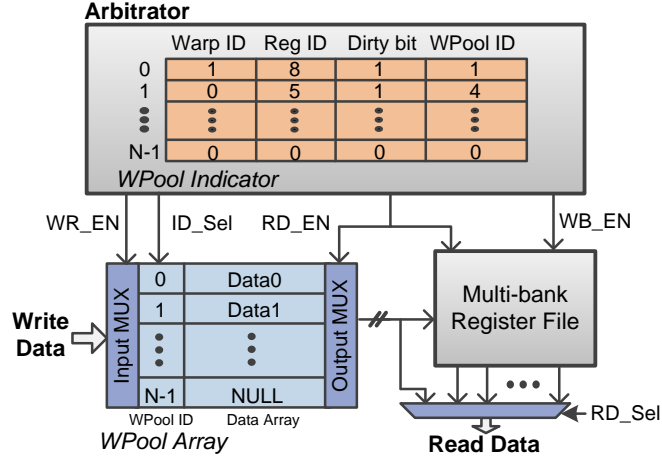 Arbitrator
Warp ID Reg ID Dirty bit WPool ID
0 1 8 1 1
1 0 5 1 4
N-1 0 0 0 0
WPool Indicator
WR_EN ID_Sel RD_EN WB_EN
Input MUX
0 Data0
1 Data1
N-1 NULL
Output MUX
Multi-bank
Register File
Write
Data
WPool ID Data Array
WPool Array
RD_Sel
Read Data